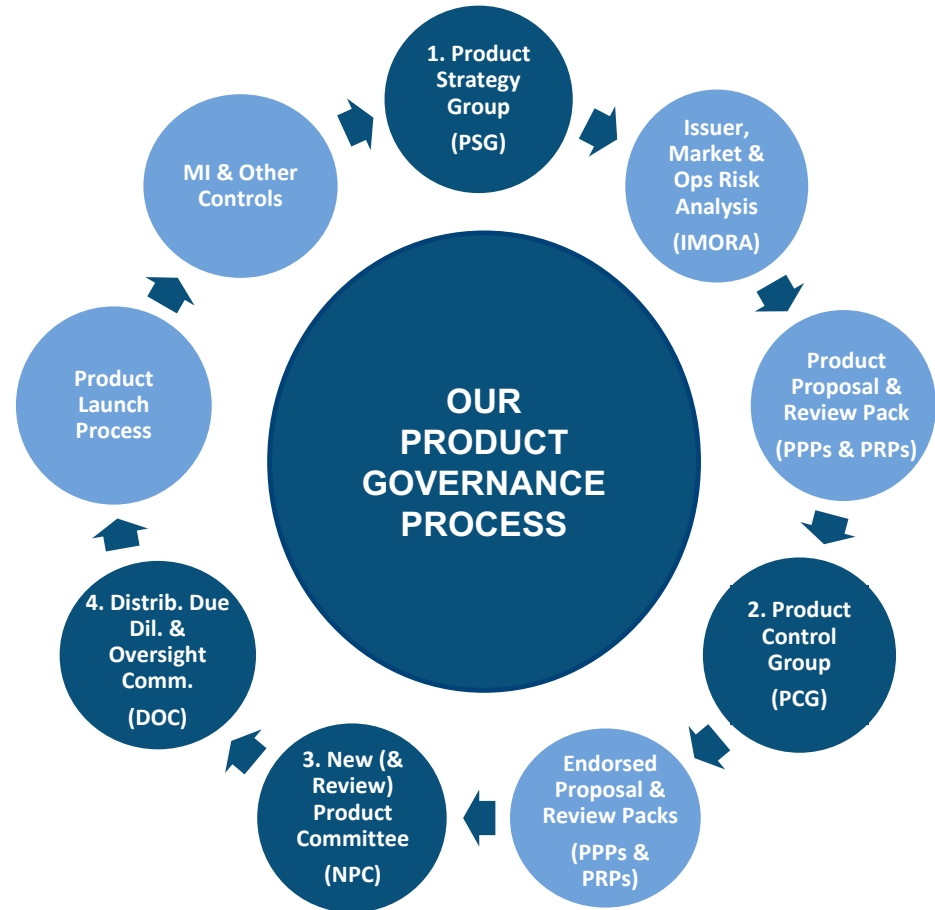 1. Product
Strategy
Group
(PSG)
Issuer,
Market &
Ops Risk
Analysis
(IMORA)
Product
Proposal &
Review Pack
(PPPs & PRPs)
2. Product
Control
Group
(PCG)
Endorsed
Proposal &
Review Packs
(PPPs &
PRPs)
3. New (&
Review)
Product
Committee
(NPC)
4. Distrib. Due
Dil. &
Oversight
Comm.
(DOC)
Product
Launch
Process
MI & Other
Controls
OUR
PRODUCT
GOVERNANCE
PROCESS